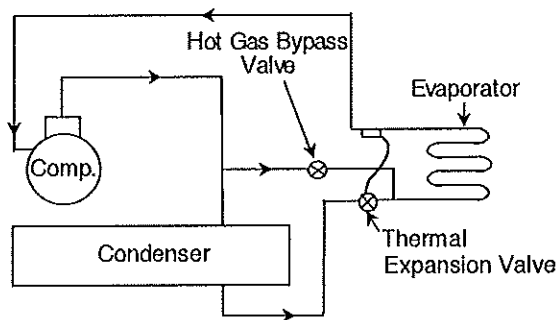 Hot Gas Bypass
Valve
Evaporator
Comp.
Condenser
Thermal
Expansion Valve